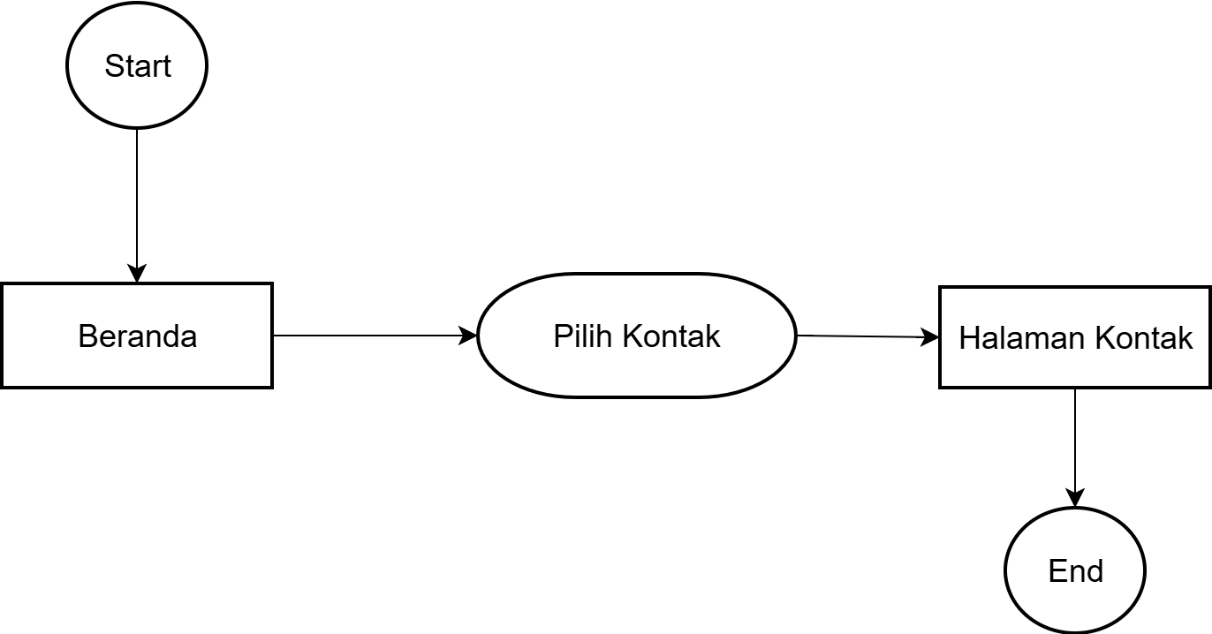 Start
Beranda
Pilih Kontak
Halaman Kontak
End